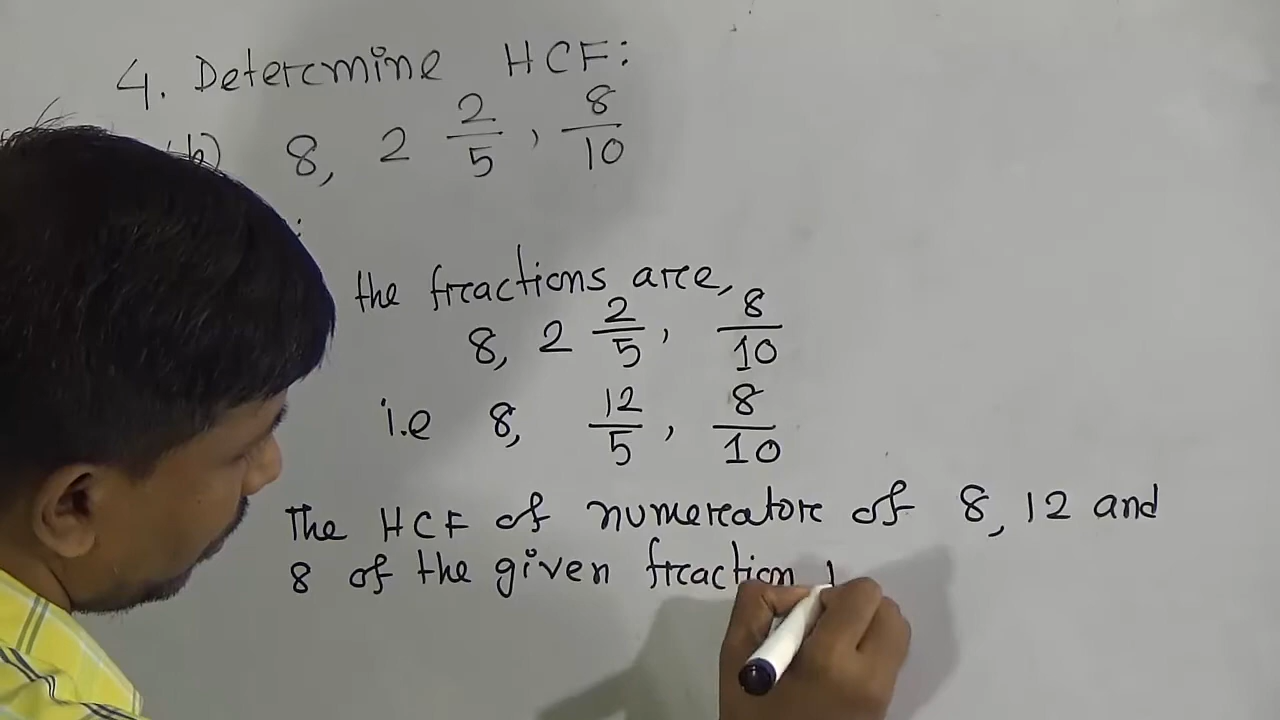 4. Determine HCF:
(b) 8, 2 2/5, 8/10
the fractions are,
8, 2 2/5, 8/10
i.e 8, 12/5, 8/10
The HCF of numerator of 8, 12 and
8 of the given fraction